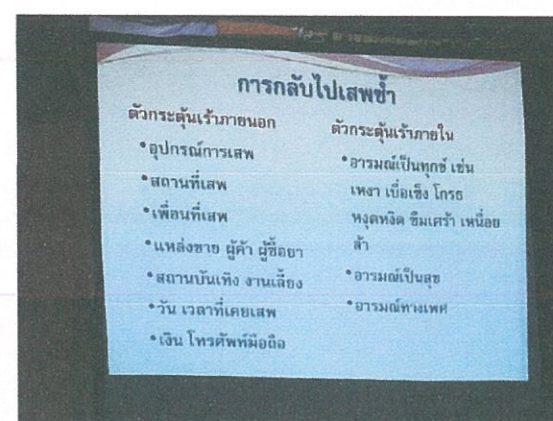 การกลับไปเสพซ้ำ
ตัวกระตุ้นเร้าภายนอก
•อุปกรณ์การเสพ
•สถานที่เสพ
•เพื่อนที่เสพ
•แหล่งขาย ผู้ค้า ผู้ซื้อยา
•สถานบันเทิง งานเลี้ยง
•วัน เวลาที่เคยเสพ
•เงิน โทรศัพท์มือถือ
ตัวกระตุ้นเร้าภายใน
•อารมณ์เป็นทุกข์ เช่น
เหงา เบื่อเซ็ง โกรธ
หงุดหงิด ซึมเศร้า เหนื่อย
ล้า
•อารมณ์เป็นสุข
•อารมณ์ทางเพศ